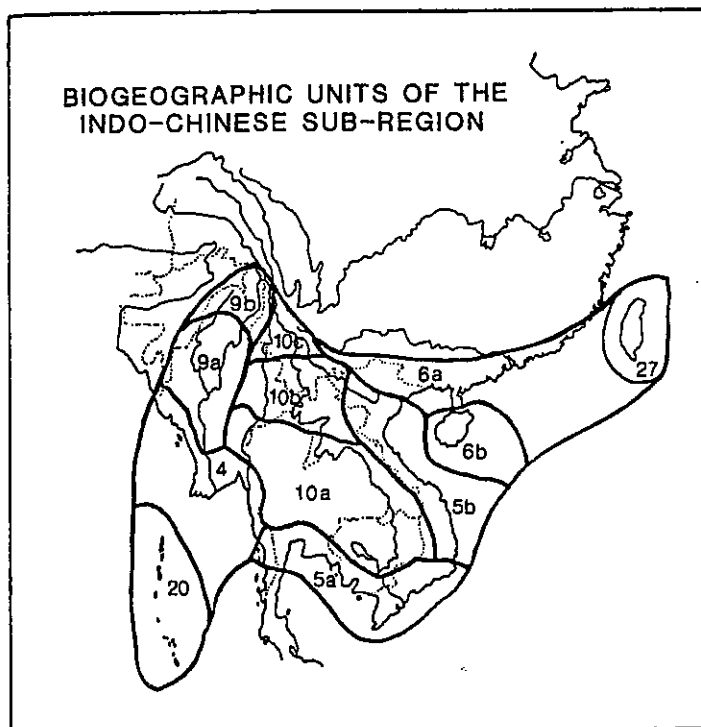 BIOGEOGRAPHIC UNITS OF THE
INDO-CHINESE SUB-REGION
9b
9a
10c
6a
27
10b
6b
4
10a
5b
5a
20